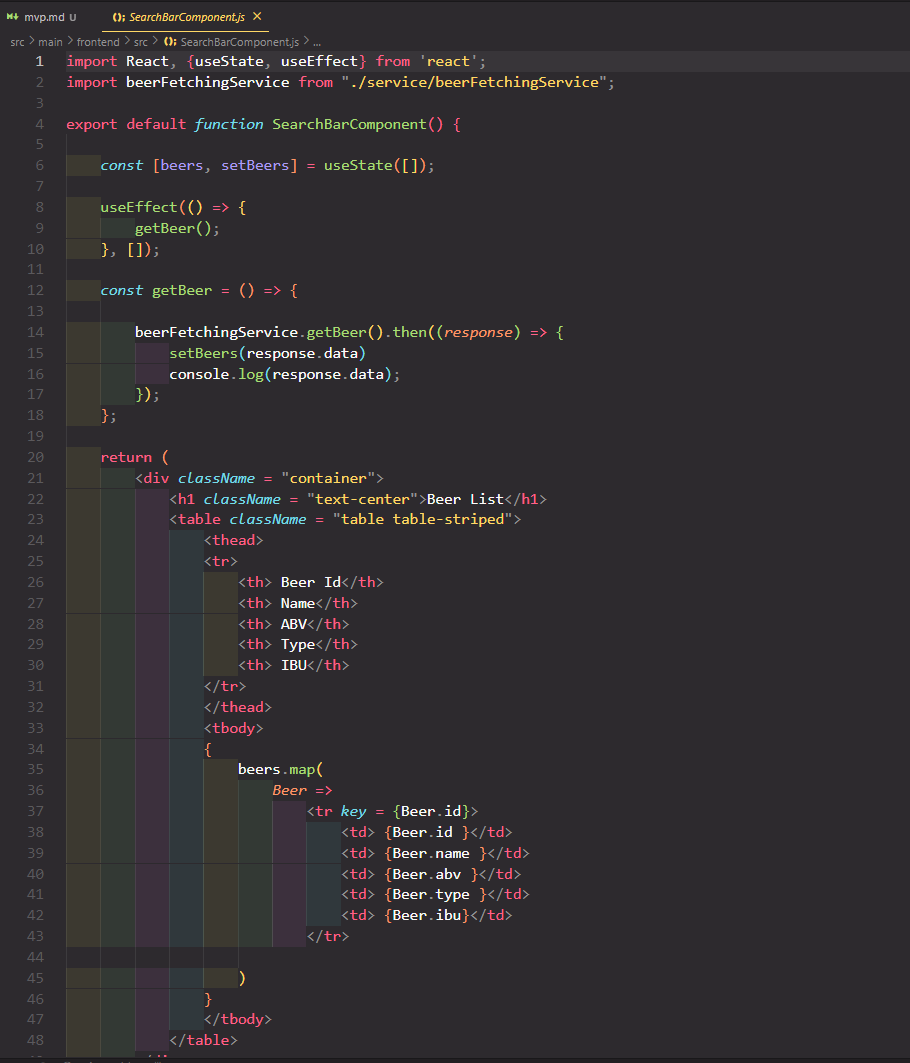 mvp.md U
SearchBarComponent.js
src > main > frontend > src > SearchBarComponent.js > ...
1 import React, {useState, useEffect} from 'react';
2 import beerFetchingService from "./service/beerFetchingService";
3
4 export default function SearchBarComponent() {
5
6 const [beers, setBeers] = useState([]);
7
8 useEffect(() => {
9 getBeer();
10 }, []);
11
12 const getBeer = () => {
13
14 beerFetchingService.getBeer().then((response) => {
15 setBeers(response.data)
16 console.log(response.data);
17 });
18 };
19
20 return (
21 <div className = "container">
22 <h1 className = "text-center">Beer List</h1>
23 <table className = "table table-striped">
24 <thead>
25 <tr>
26 <th> Beer Id</th>
27 <th> Name</th>
28 <th> ABV</th>
29 <th> Type</th>
30 <th> IBU</th>
31 </tr>
32 </thead>
33 <tbody>
34 {
35 beers.map(
36 Beer =>
37 <tr key = {Beer.id}>
38 <td> {Beer.id }</td>
39 <td> {Beer.name }</td>
40 <td> {Beer.abv }</td>
41 <td> {Beer.type }</td>
42 <td> {Beer.ibu}</td>
43 </tr>
44
45 )
46 }
47 </tbody>
48 </table>